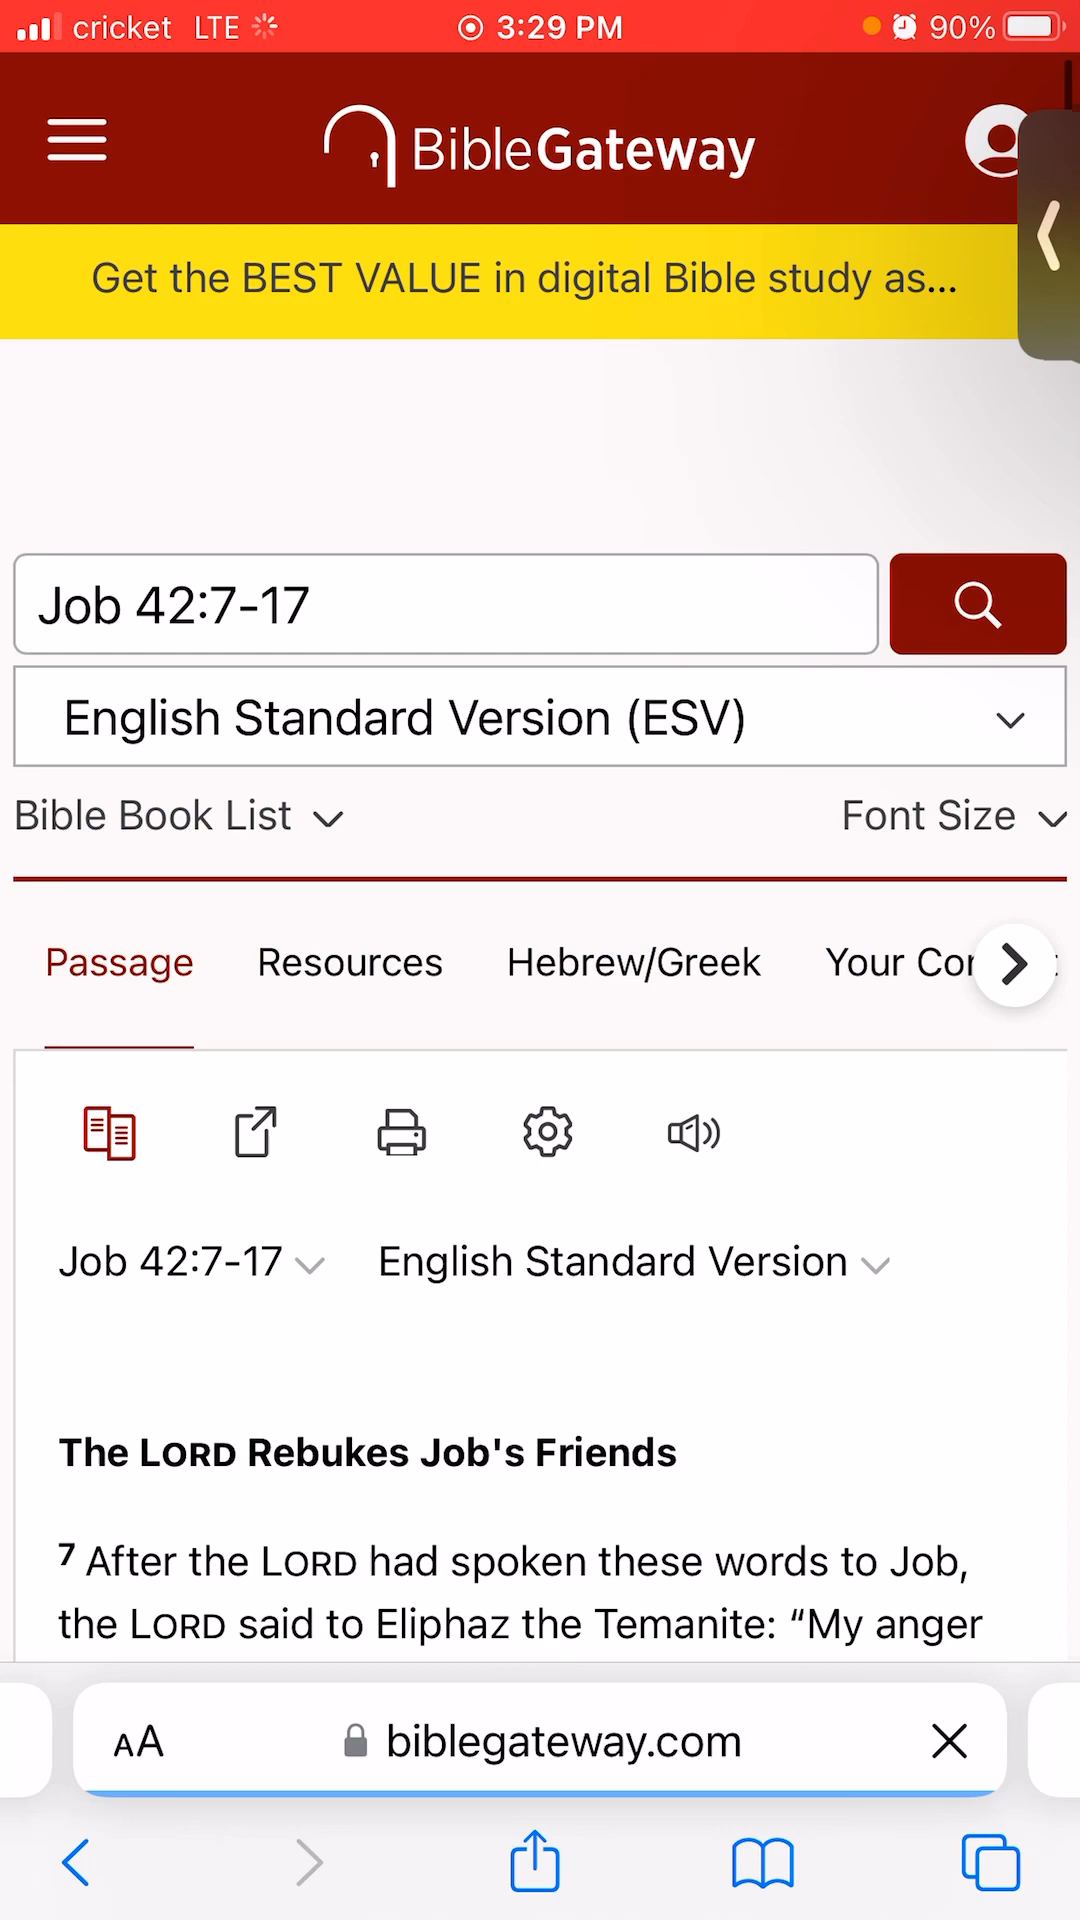 cricket LTE 3:29 PM 90%
BibleGateway
Get the BEST VALUE in digital Bible study as...
Job 42:7-17
English Standard Version (ESV)
Bible Book List Font Size
Passage Resources Hebrew/Greek Your
Job 42:7-17 English Standard Version
The LORD Rebukes Job's Friends
7 After the LORD had spoken these words to Job,
the LORD said to Eliphaz the Temanite: “My anger
AA biblegateway.com